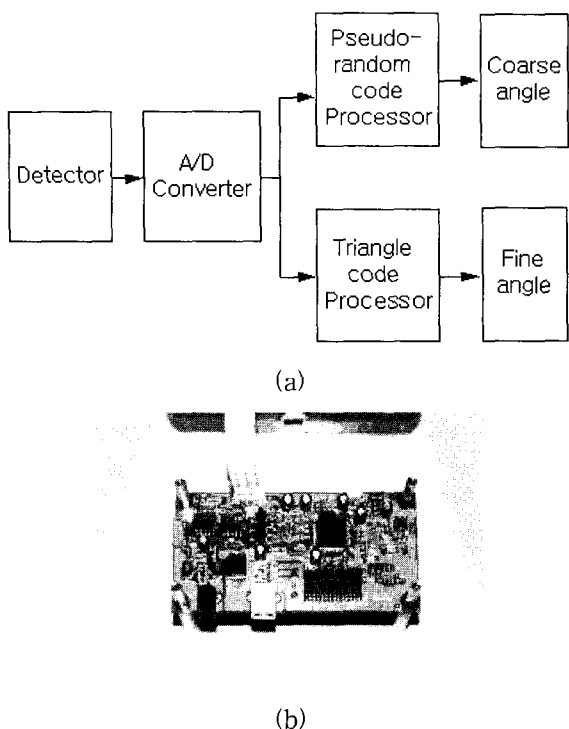 Pseudo-
random
code
Processor
Coarse
angle
Detector
A/D
Converter
Triangle
code
Processor
Fine
angle
(a)
(b)